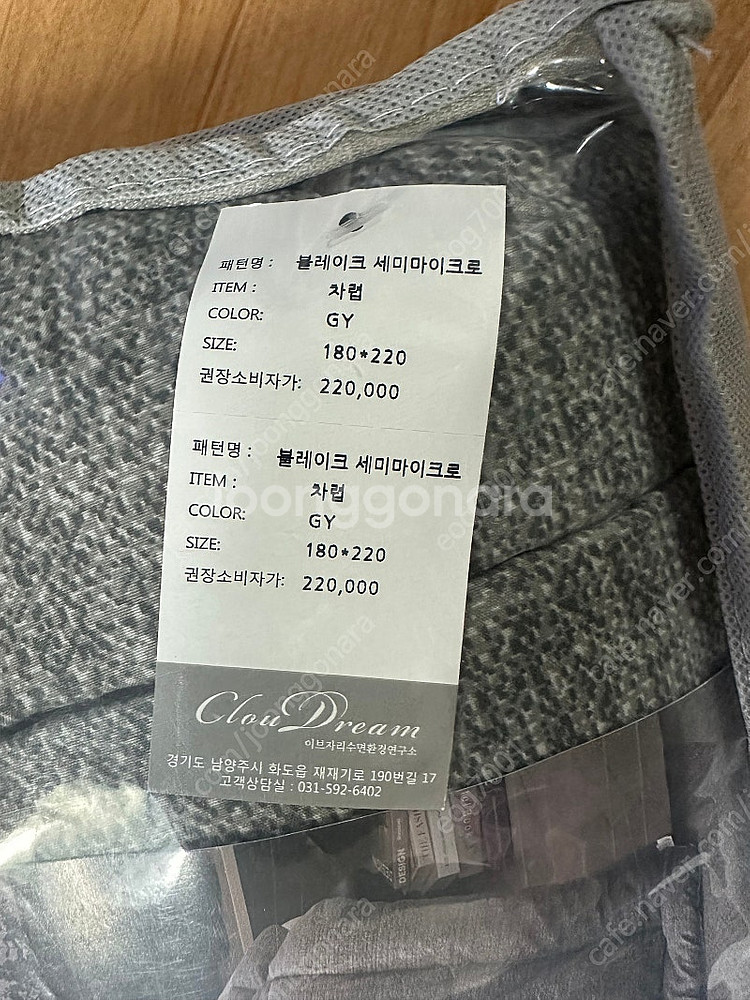 패턴명 : 블레이크 세미마이크로
ITEM : 차렵
COLOR: GY
SIZE: 180*220
권장소비자가: 220,000
패턴명 : 블레이크 세미마이크로
ITEM : 차렵
COLOR: GY
SIZE: 180*220
권장소비자가: 220,000
joonggonara
ClouDream
이브자리수면환경연구소
경기도 남양주시 화도읍 재재기로 190번길 17
고객상담실 : 031-592-6402
DESIGN
cafe.naver.com/joonggonara